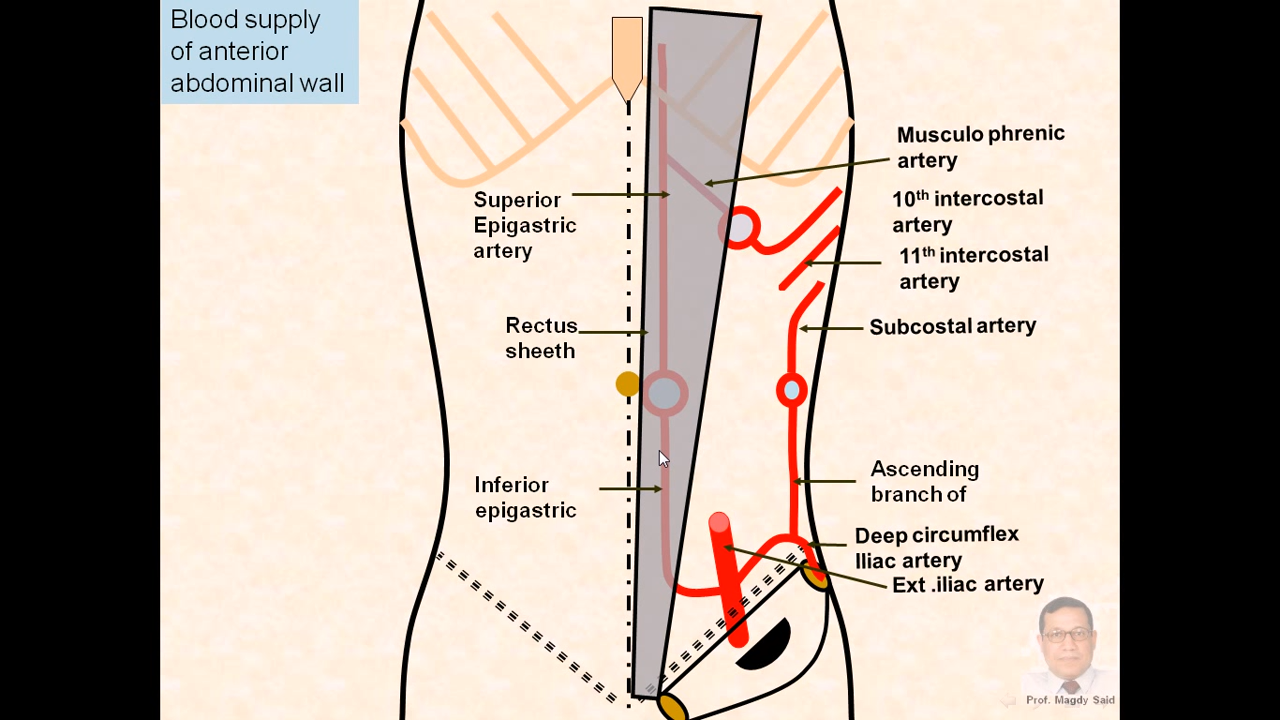 Blood supply
of anterior
abdominal wall
Musculo phrenic
artery
Superior
Epigastric
artery
10th intercostal
artery
11th intercostal
artery
Rectus
sheeth
Subcostal artery
Inferior
epigastric
Ascending
branch of
Deep circumflex
Iliac artery
Ext .iliac artery
Prof. Magdy Said